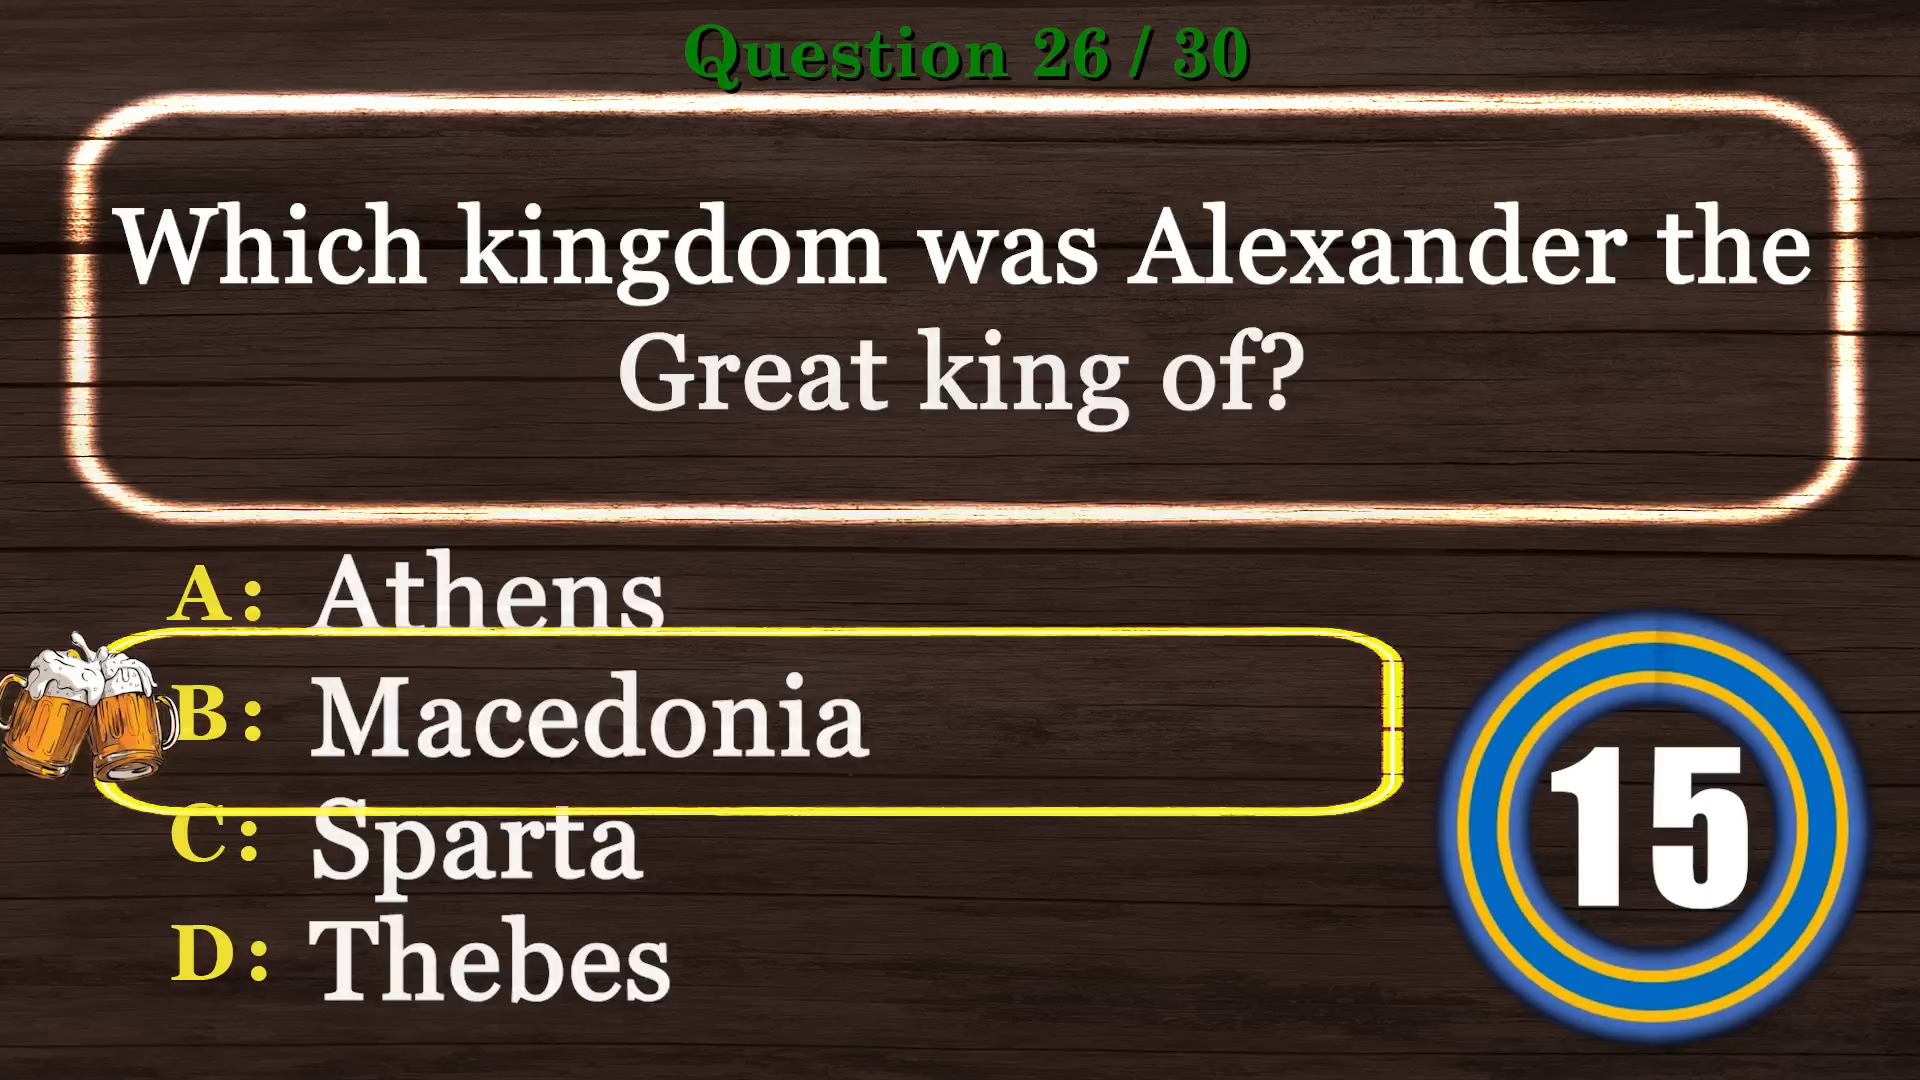 Question 26 / 30
Which kingdom was Alexander the
Great king of?
A: Athens
B: Macedonia
C: Sparta
D: Thebes
15